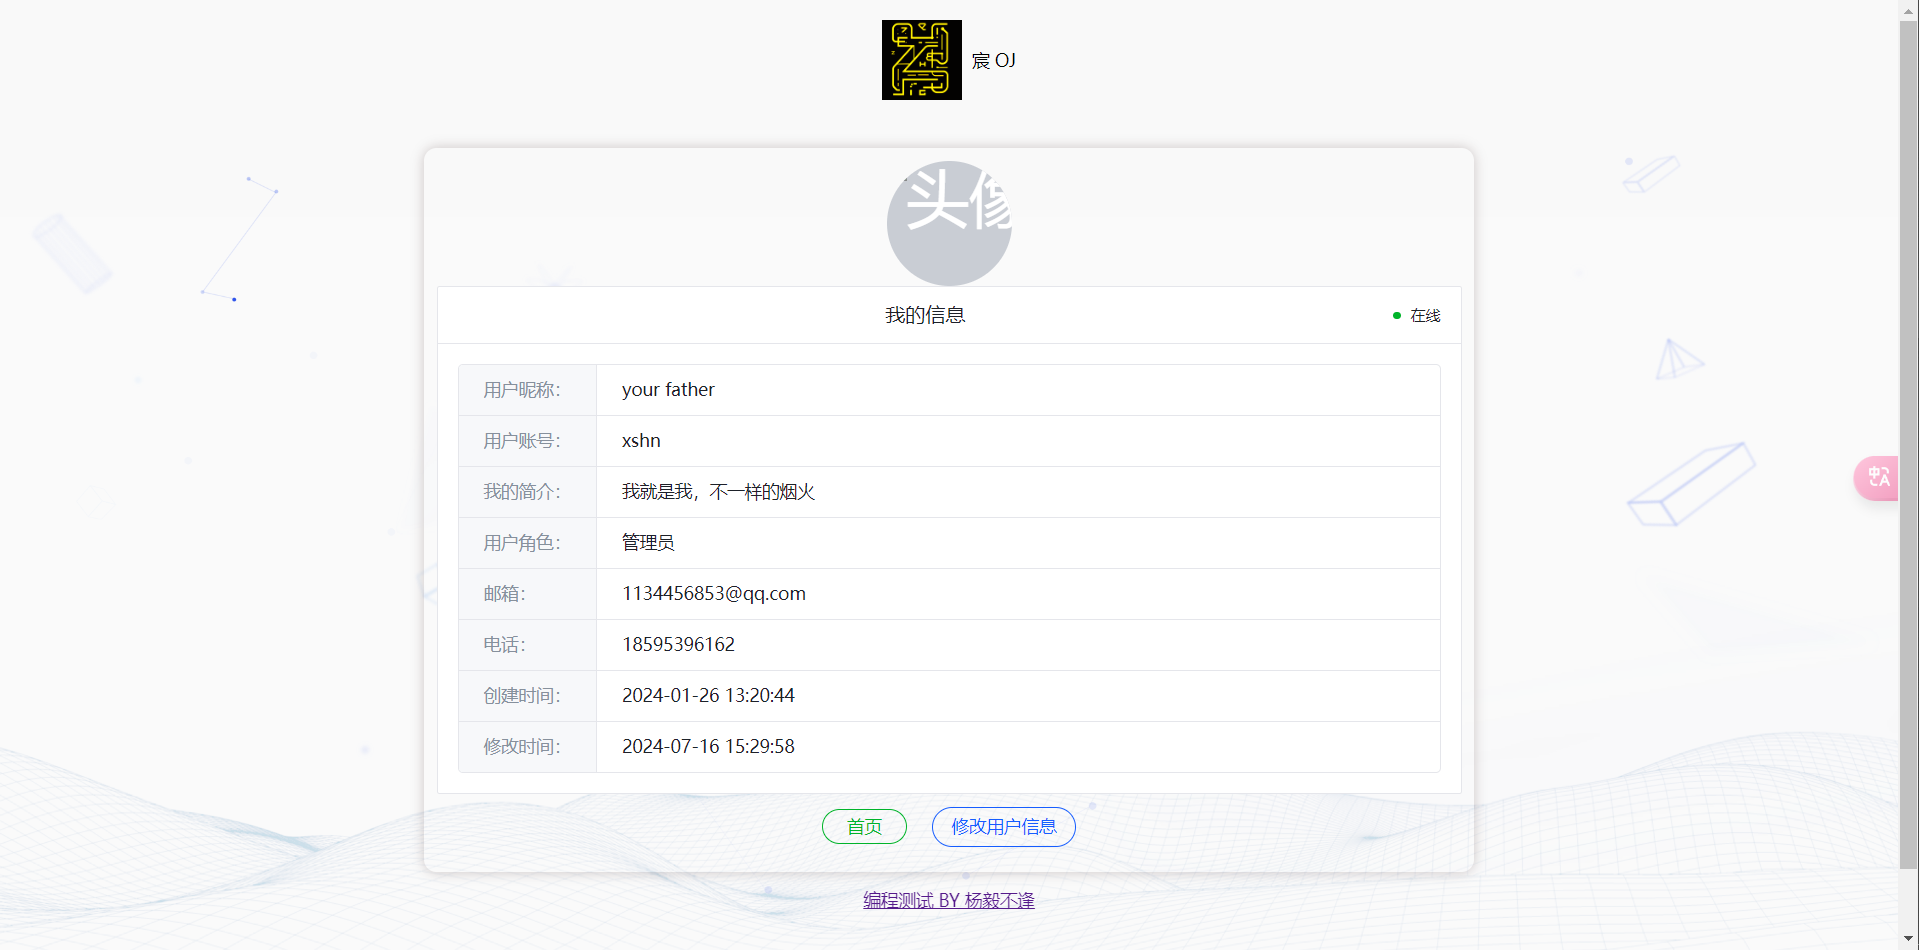 宸 OJ
头像
我的信息
在线
用户昵称： your father
用户账号： xshn
我的简介： 我就是我，不一样的烟火
用户角色： 管理员
邮箱： 1134456853@qq.com
电话： 18595396162
创建时间： 2024-01-26 13:20:44
修改时间： 2024-07-16 15:29:58
首页 修改用户信息
编程测试 BY 杨毅不逢